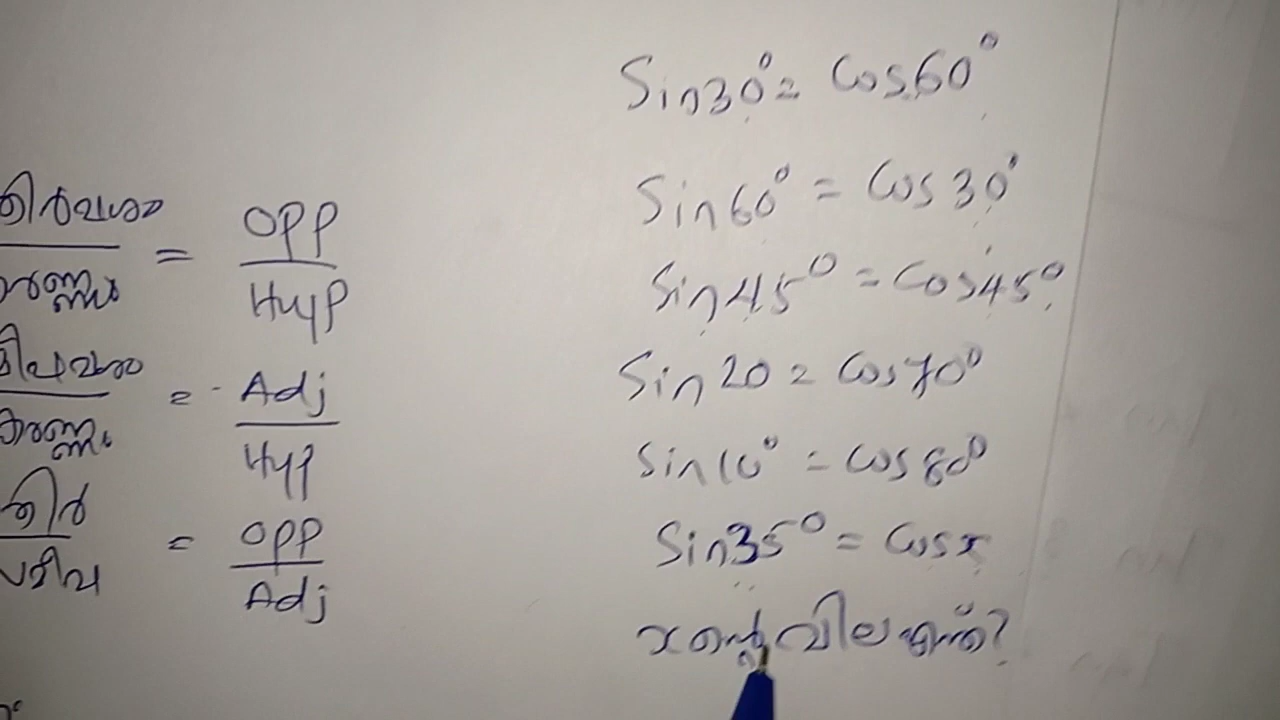 Sin30°= Cos60°
Sin60° = Cos30°
Sin45° = Cos45°
Sin20 = Cos70°
Sin10° = Cos80°
Sin35° = Cosx
x ന്റെ വില എന്ത്?
= OPP
Hyp
= Adj
Hyp
തിർ
= OPP
Adj